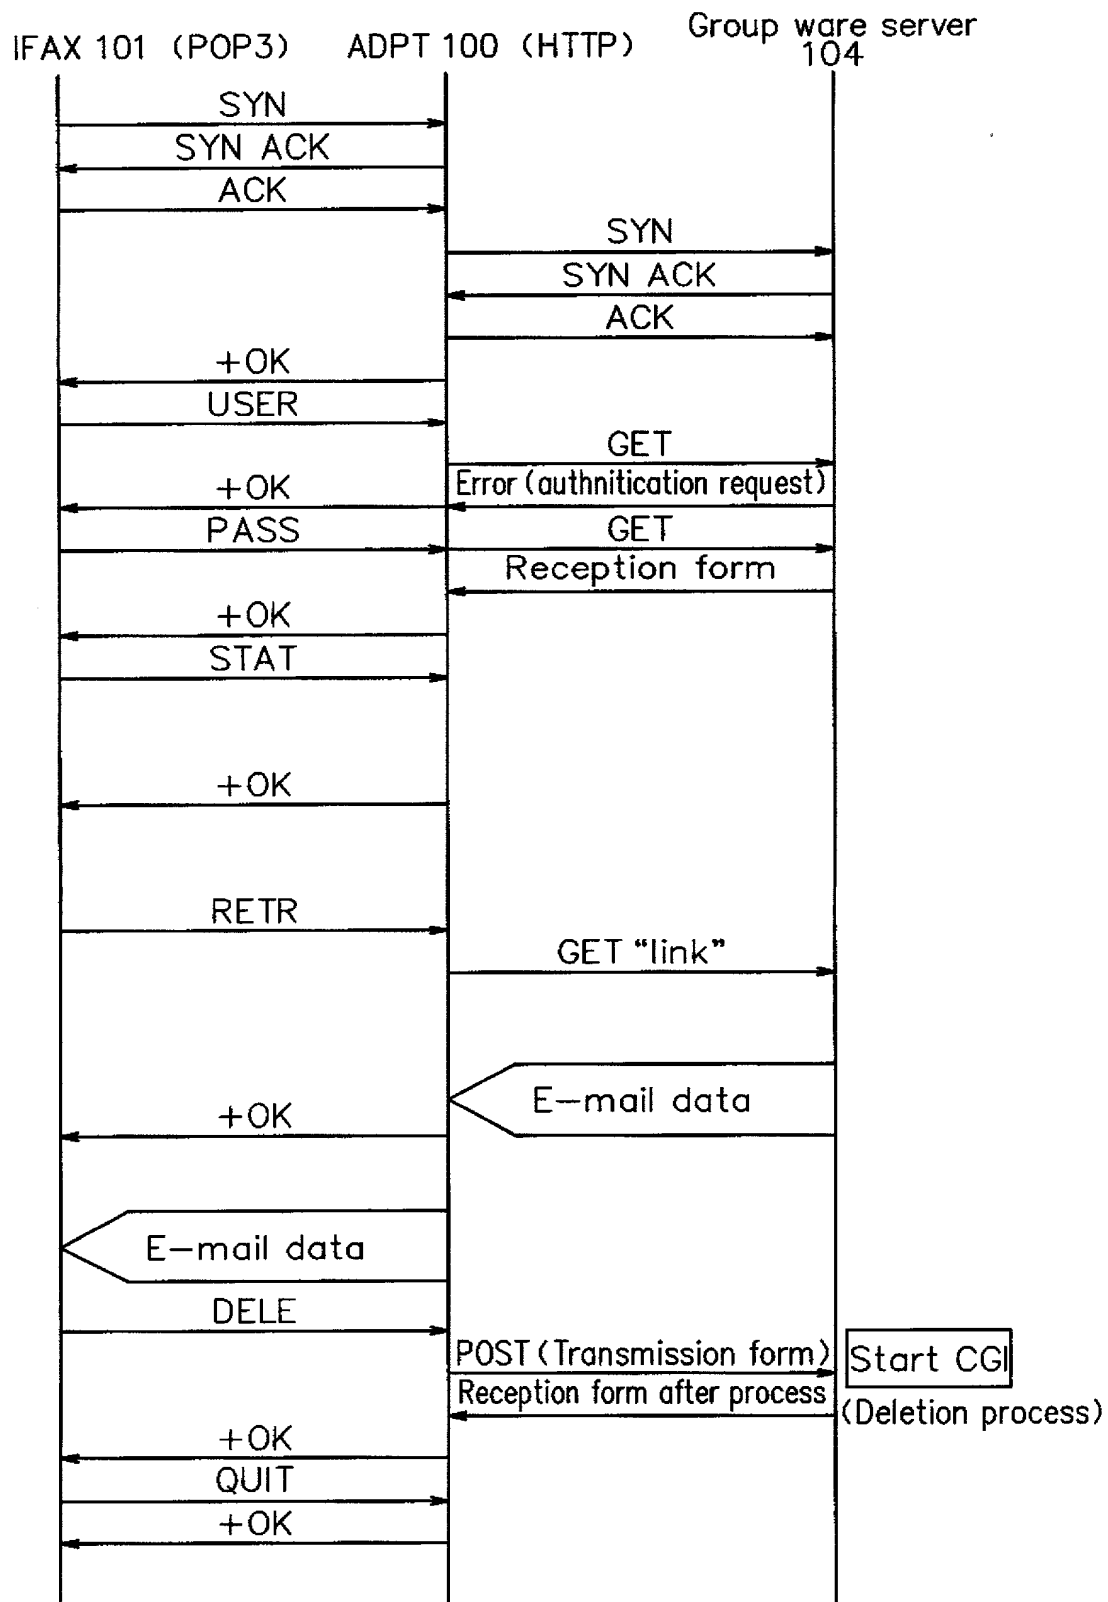 IFAX 101 (POP3)
ADPT 100 (HTTP)
Group ware server
104
SYN
SYN ACK
ACK
SYN
SYN ACK
ACK
+OK
USER
GET
Error (authnitication request)
+OK
PASS
GET
Reception form
+OK
STAT
+OK
RETR
GET “link”
E-mail data
+OK
E-mail data
DELE
POST (Transmission form)
Start CGI
Reception form after process
(Deletion process)
+OK
QUIT
+OK